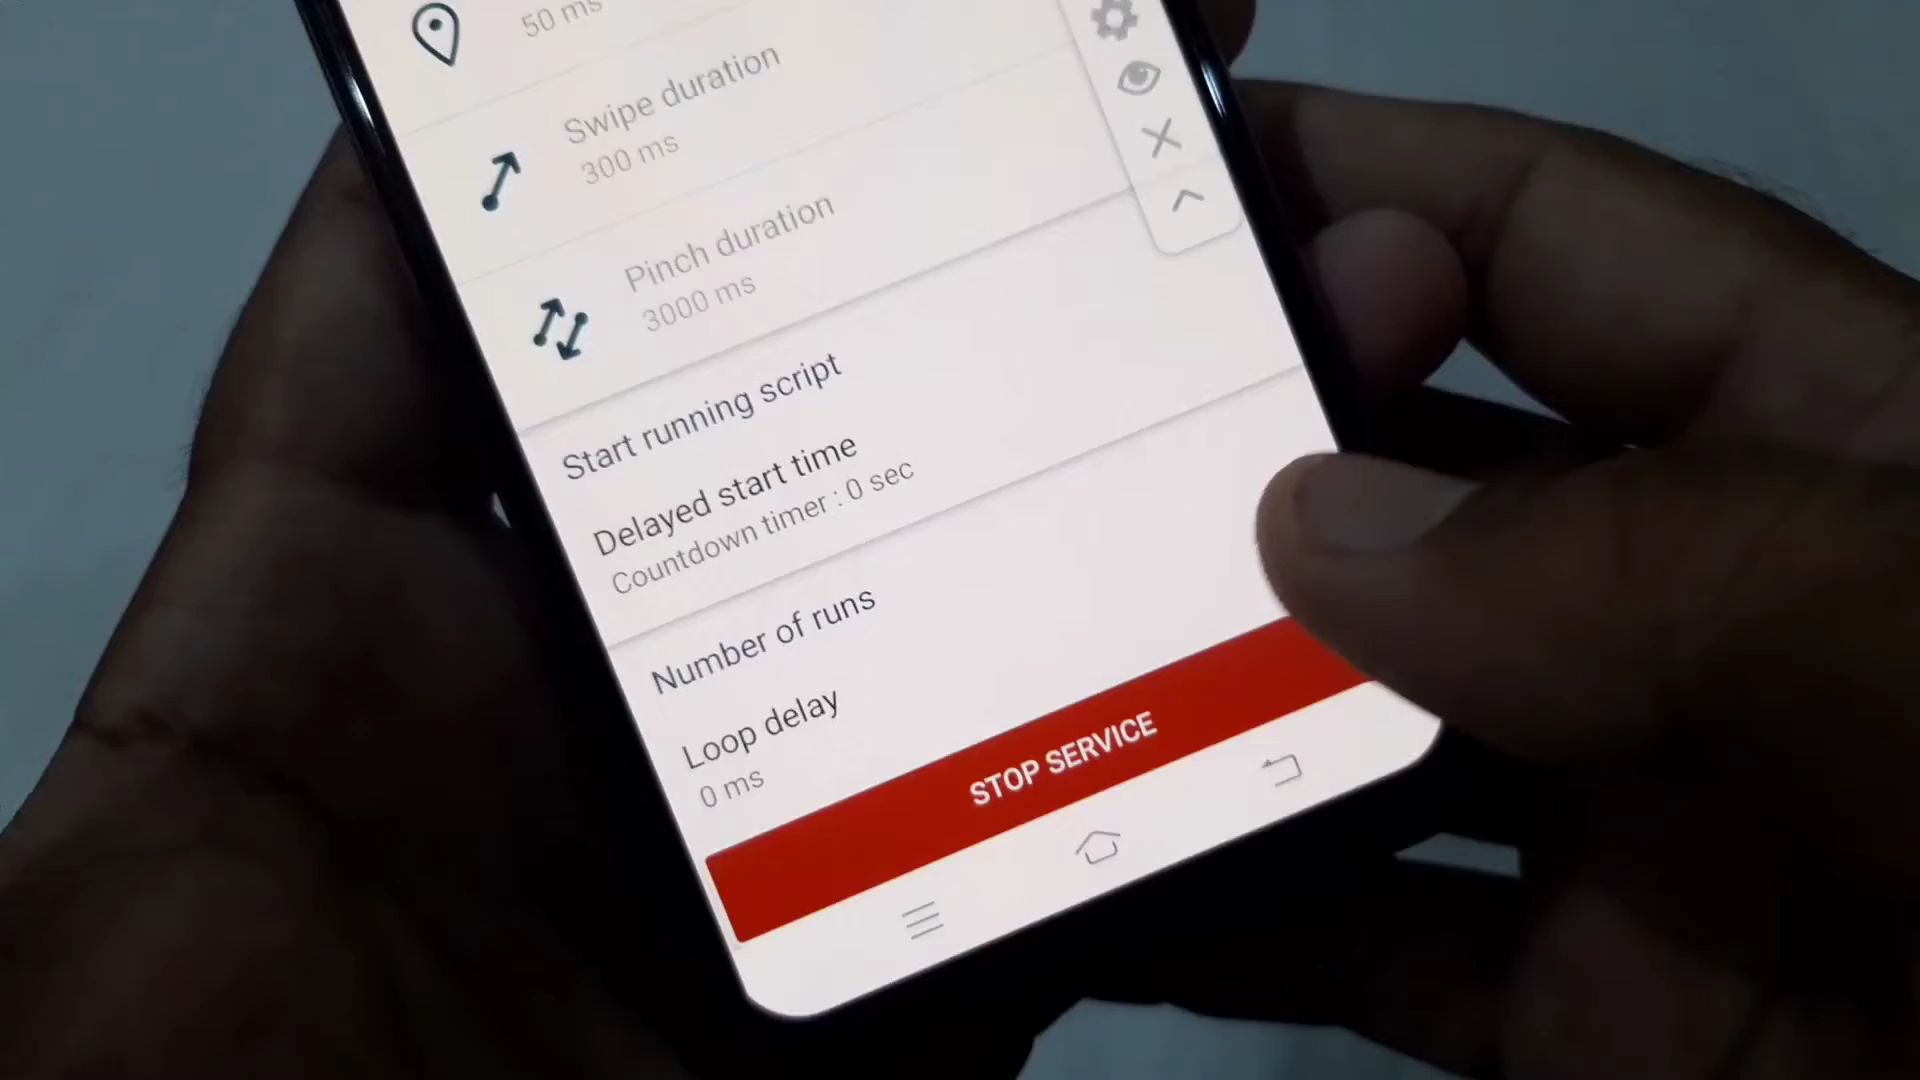 50 ms
Swipe duration
300 ms
Pinch duration
3000 ms
Start running script
Delayed start time
Countdown timer : 0 sec
Number of runs
Loop delay
0 ms
STOP SERVICE